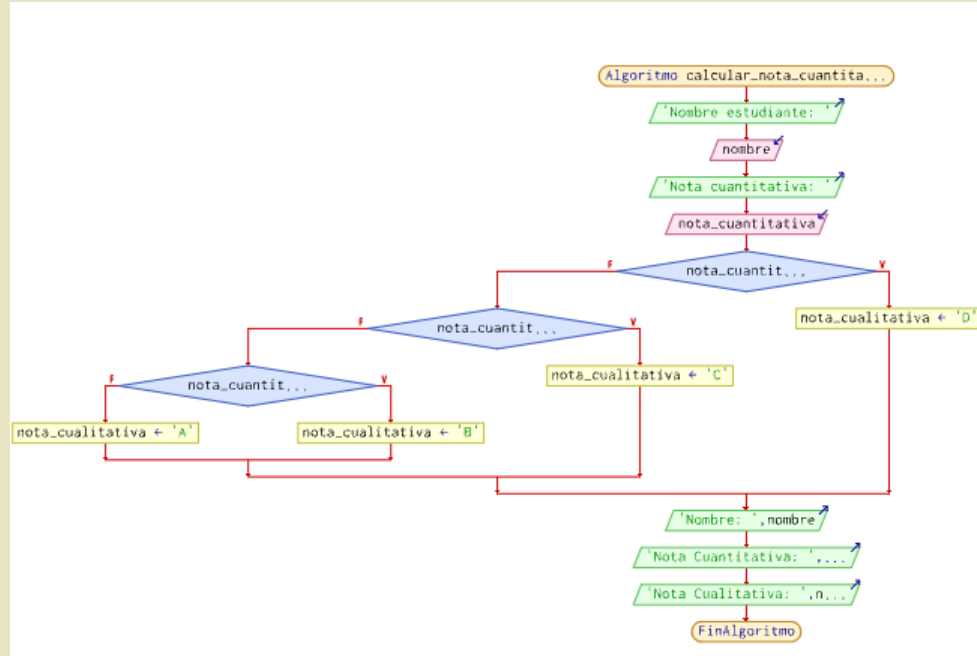 Algoritmo calcular_nota_cuantita...
'Nombre estudiante: '
nombre
'Nota cuantitativa: '
nota_cuantitativa
F
nota_cuantit...
V
nota_cualitativa ← 'D'
F
nota_cuantit...
V
nota_cualitativa ← 'C'
F
nota_cuantit...
V
nota_cualitativa ← 'A'
nota_cualitativa ← 'B'
'Nombre: ',nombre
'Nota Cuantitativa: ',...
'Nota Cualitativa: ',n...
FinAlgoritmo